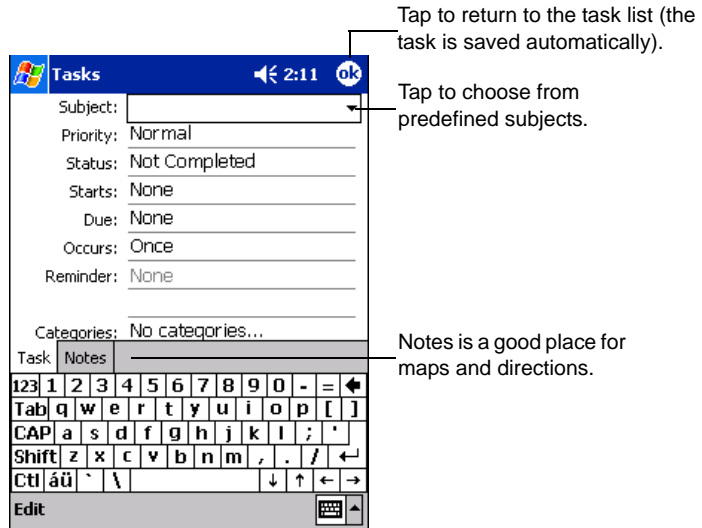 Tap to return to the task list (the
task is saved automatically).
Tasks 2:11 ok
Tap to choose from
predefined subjects.
Subject:
Priority: Normal
Status: Not Completed
Starts: None
Due: None
Occurs: Once
Reminder: None
Categories: No categories...
Notes is a good place for
maps and directions.
Task Notes
123 1 2 3 4 5 6 7 8 9 0 - =
Tab q w e r t y u i o p [ ]
CAP a s d f g h j k l ; '
Shift z x c v b n m , . /
Ctl áü ` \ ↓ ↑ ← →
Edit